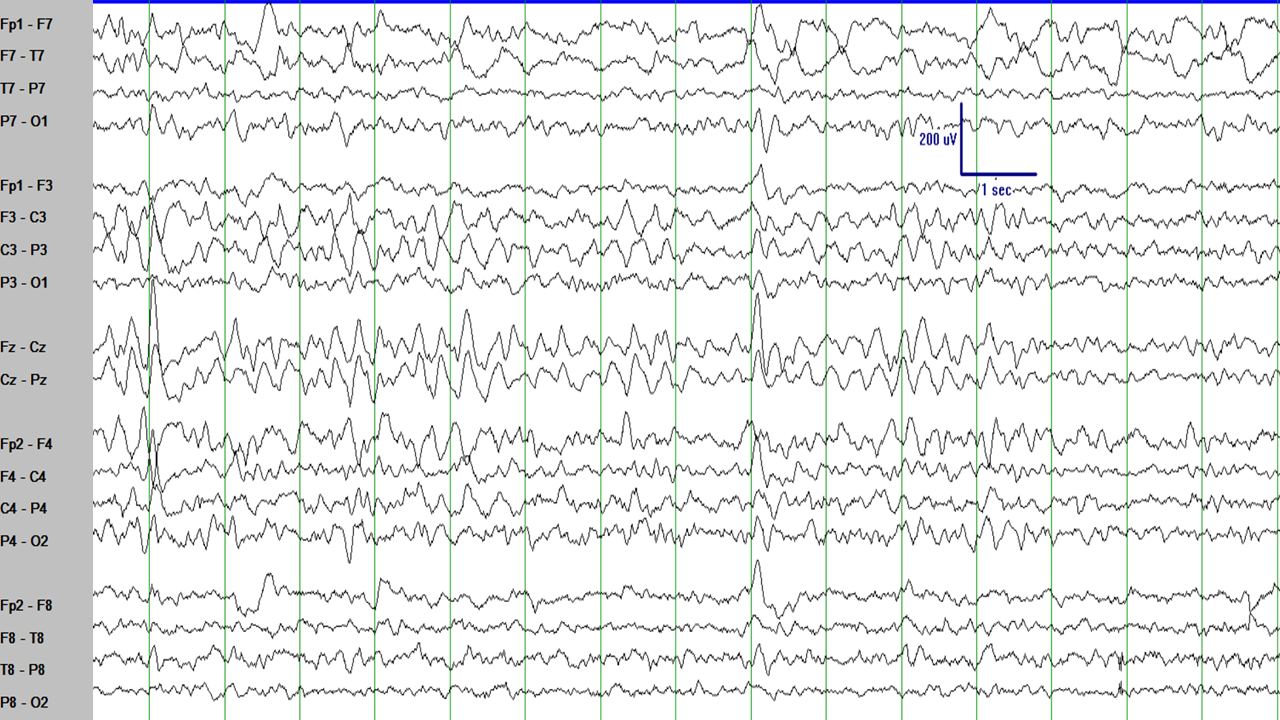 Fp1 - F7
F7 - T7
T7 - P7
P7 - O1
200 uV
1 sec
Fp1 - F3
F3 - C3
C3 - P3
P3 - O1
Fz - Cz
Cz - Pz
Fp2 - F4
F4 - C4
C4 - P4
P4 - O2
Fp2 - F8
F8 - T8
T8 - P8
P8 - O2